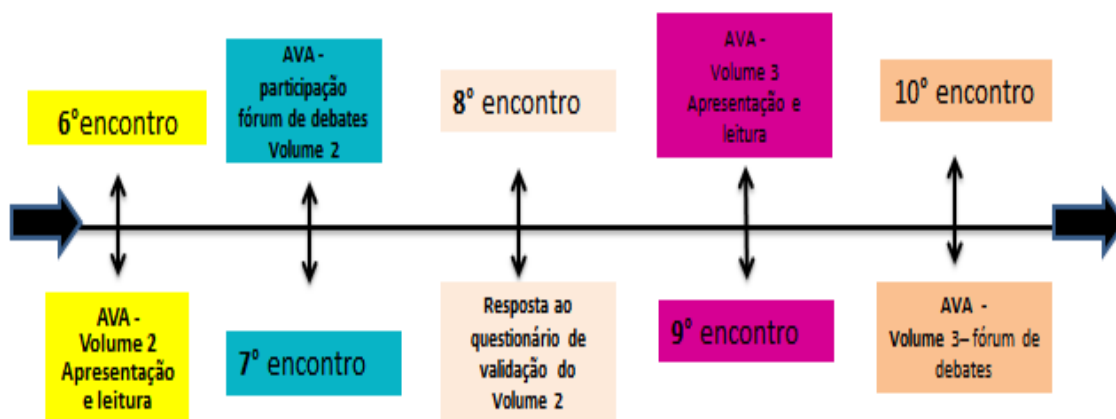 6°encontro
AVA -
Volume 2
Apresentação
e leitura
AVA -
participação
fórum de debates
Volume 2
7° encontro
8° encontro
Resposta ao
questionário de
validação do
Volume 2
AVA -
Volume 3
Apresentação e
leitura
9° encontro
10° encontro
AVA -
Volume 3– fórum de
debates